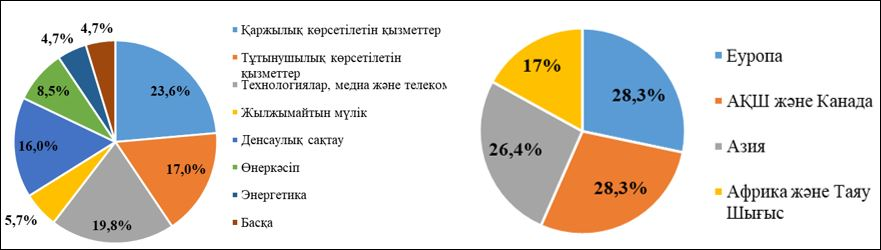 4,7%
4,7%
8,5%
23,6%
16,0%
17,0%
5,7%
19,8%
Қаржылық көрсетілетін қызметтер
Тұтынушылық көрсетілетін
қызметтер
Технологиялар, медиа және телеком
Жылжымайтын мүлік
Денсаулық сақтау
Өнеркәсіп
Энергетика
Басқа
17%
28,3%
26,4%
28,3%
Еуропа
АҚШ және Канада
Азия
Африка және Таяу
Шығыс